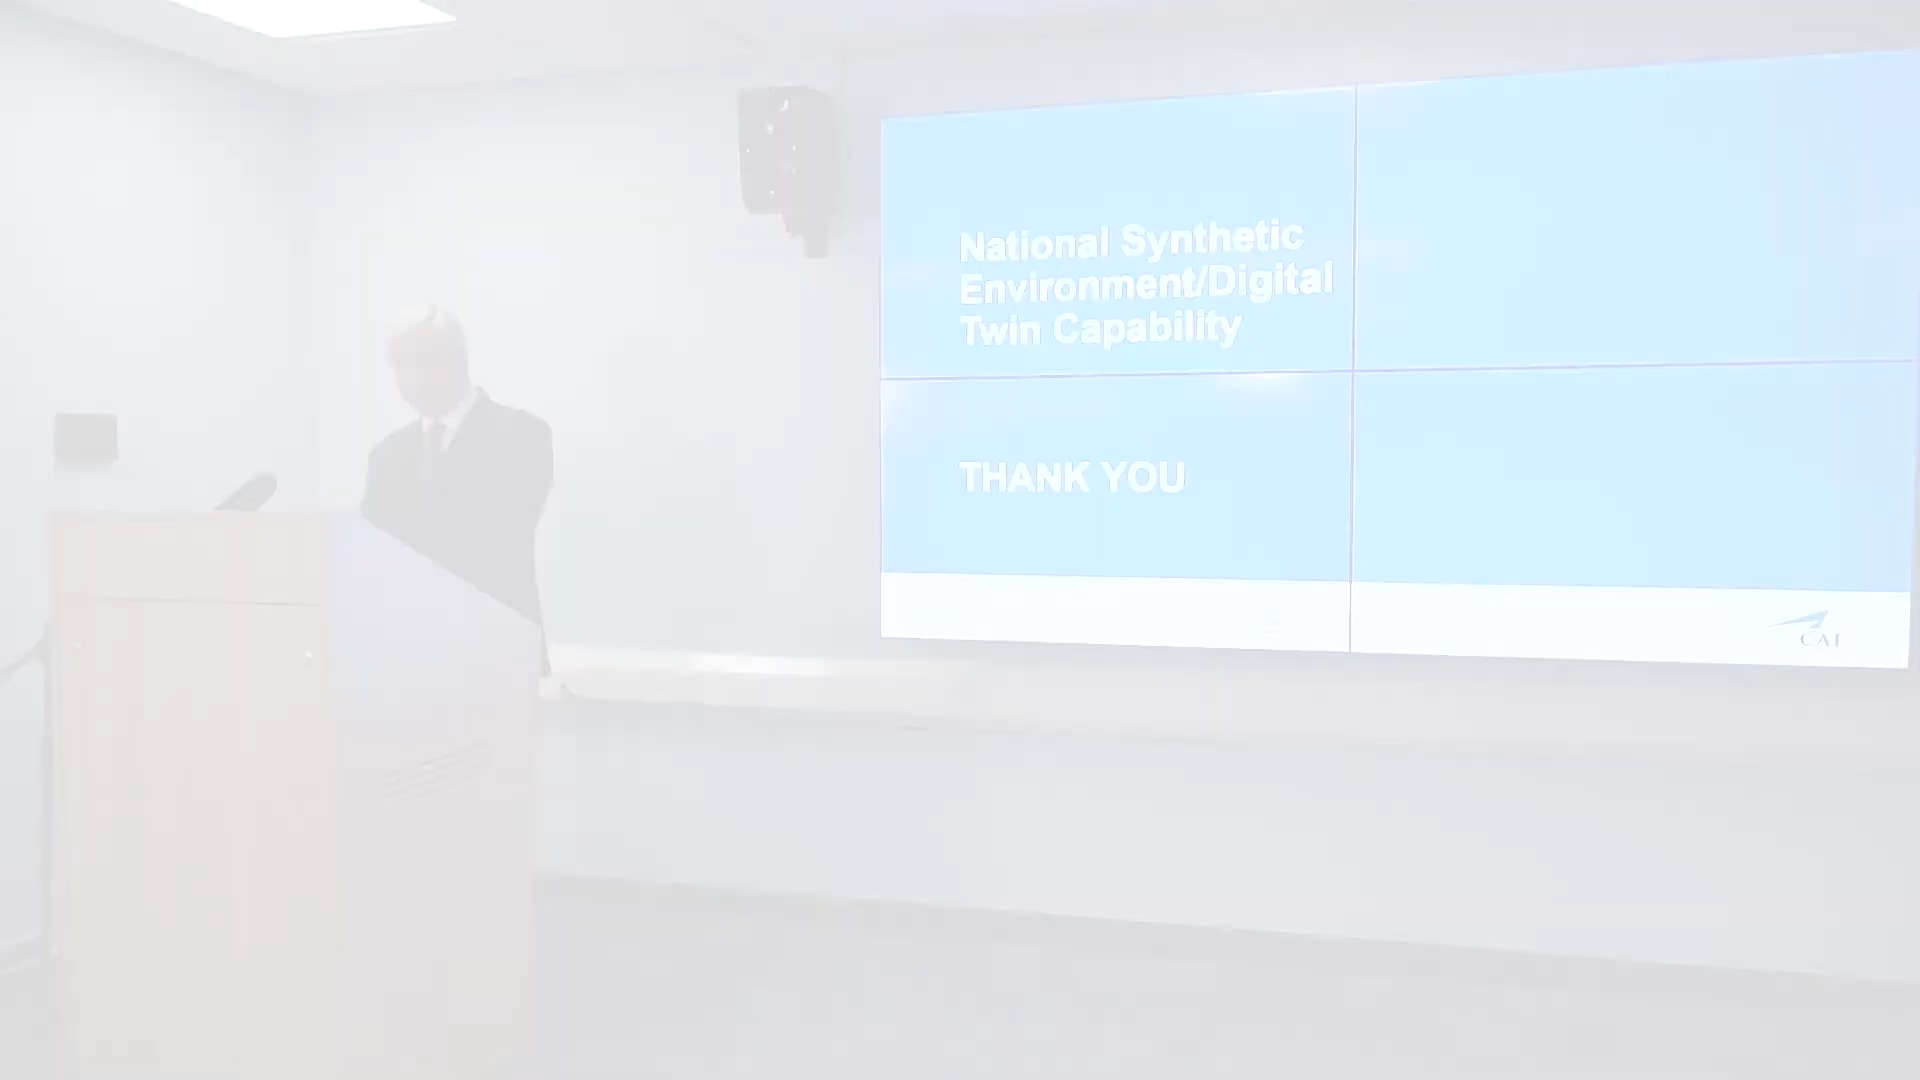 National Synthetic
Environment/Digital
Twin Capability
THANK YOU
CAE